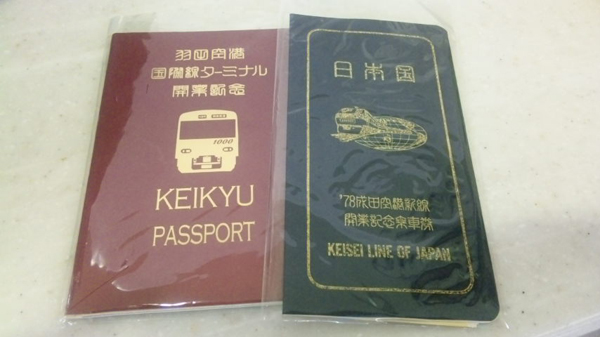 羽田空港
国際線ターミナル
開業記念
1000
KEIKYU
PASSPORT
日本国
'78成田空港新線
開業記念乗車券
KEISEI LINE OF JAPAN